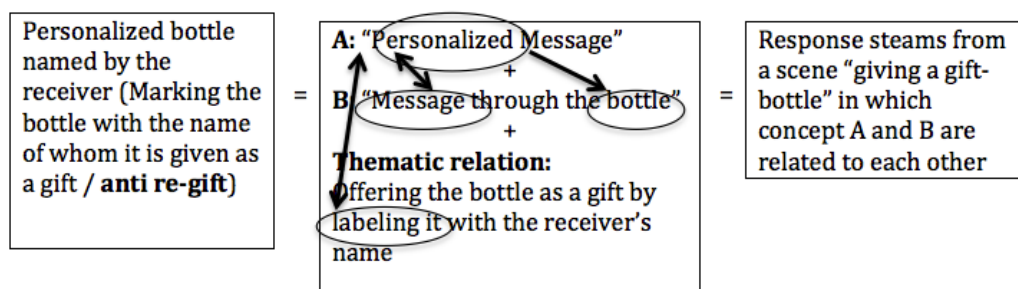 Personalized bottle
named by the
receiver (Marking the
bottle with the name
of whom it is given as
a gift / anti re-gift)
=
A: “Personalized Message”
+
B: “Message through the bottle”
+
Thematic relation:
Offering the bottle as a gift by
labeling it with the receiver’s
name
=
Response steams from
a scene “giving a gift-
bottle” in which
concept A and B are
related to each other